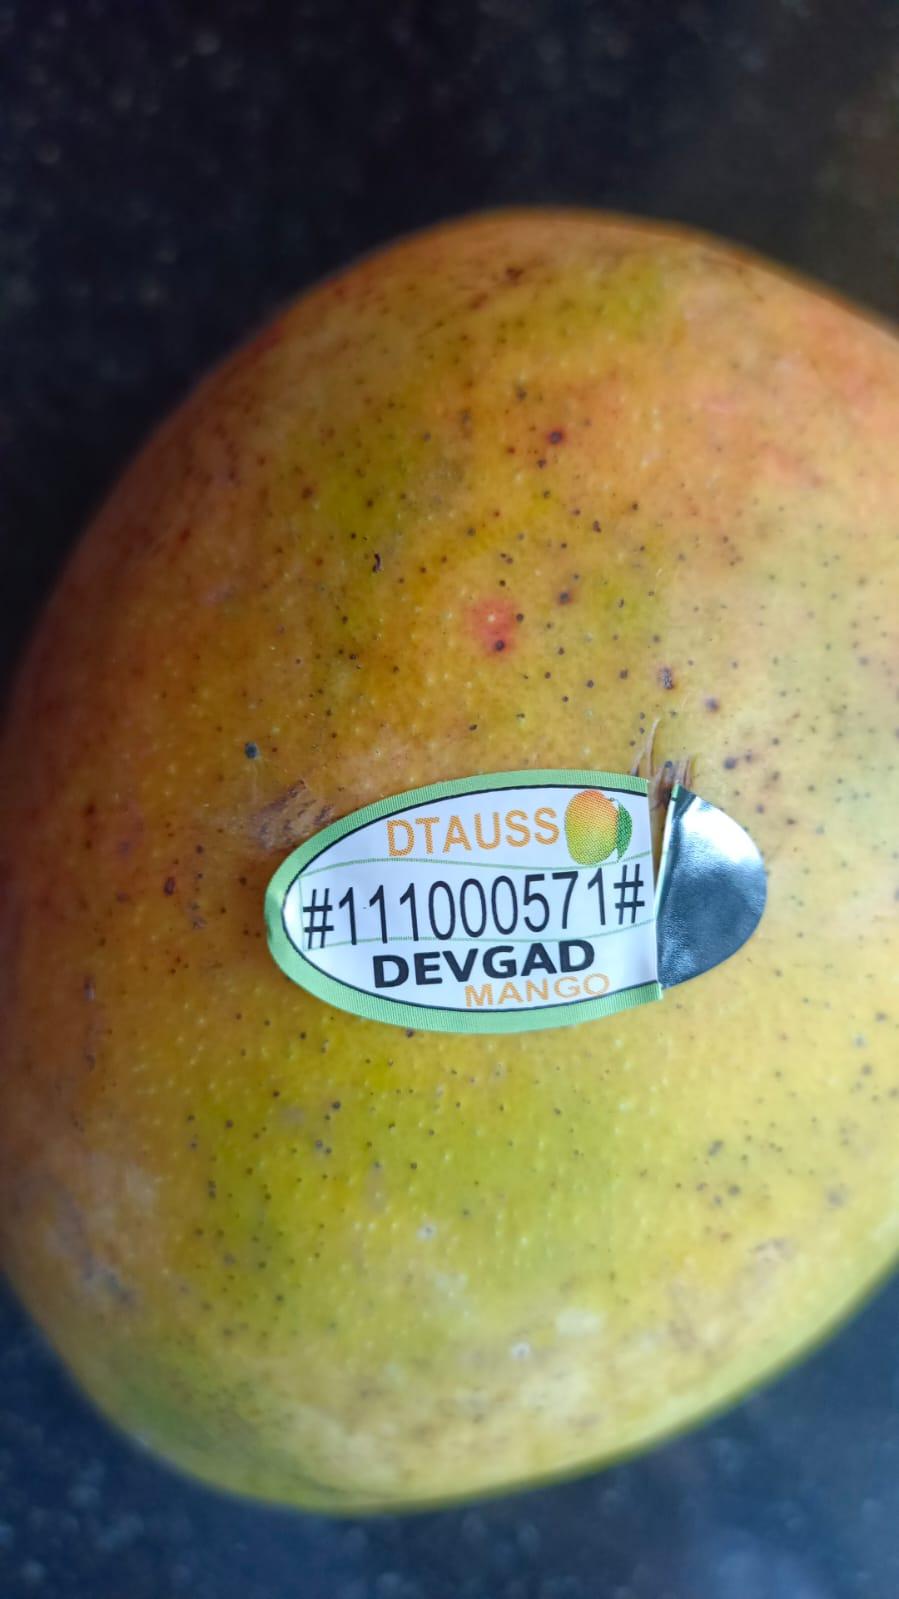 DTAUSS
#111000571#
DEVGAD
MANGO